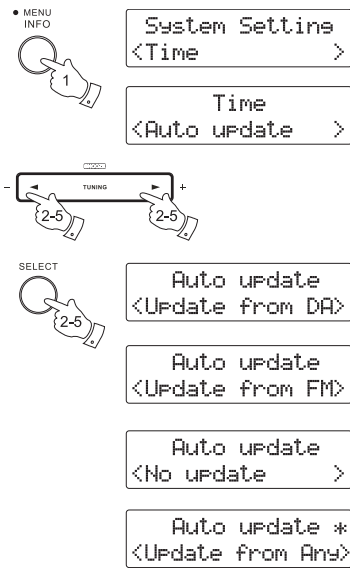 ● MENU
INFO
System Setting
<Time >
1
Time
<Auto update >
- ◄ TUNING ► +
2-5 2-5
SELECT
2-5
Auto update
<Update from DA>
Auto update
<Update from FM>
Auto update
<No update >
Auto update *
<Update from Any>